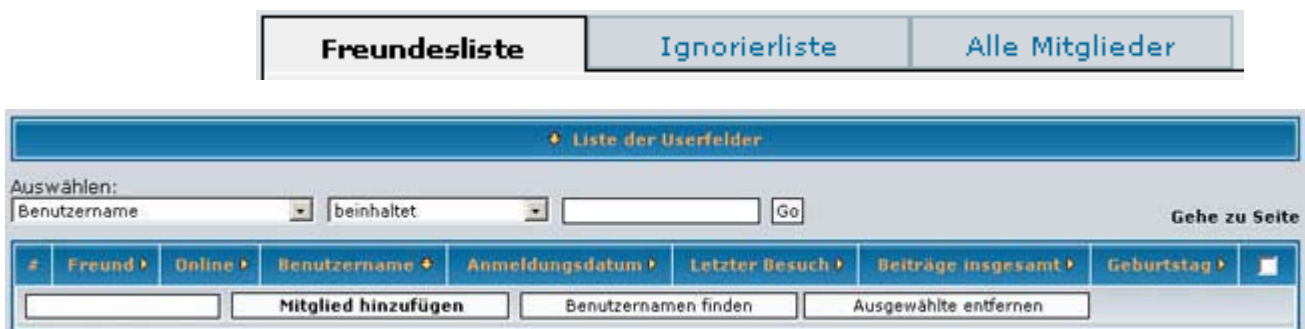 Freundesliste Ignorierliste Alle Mitglieder
Liste der Userfelder
Auswählen:
Benutzername beinhaltet Go Gehe zu Seite
# Freund Online Benutzername Anmeldungsdatum Letzter Besuch Beiträge insgesamt Geburtstag
Mitglied hinzufügen Benutzernamen finden Ausgewählte entfernen